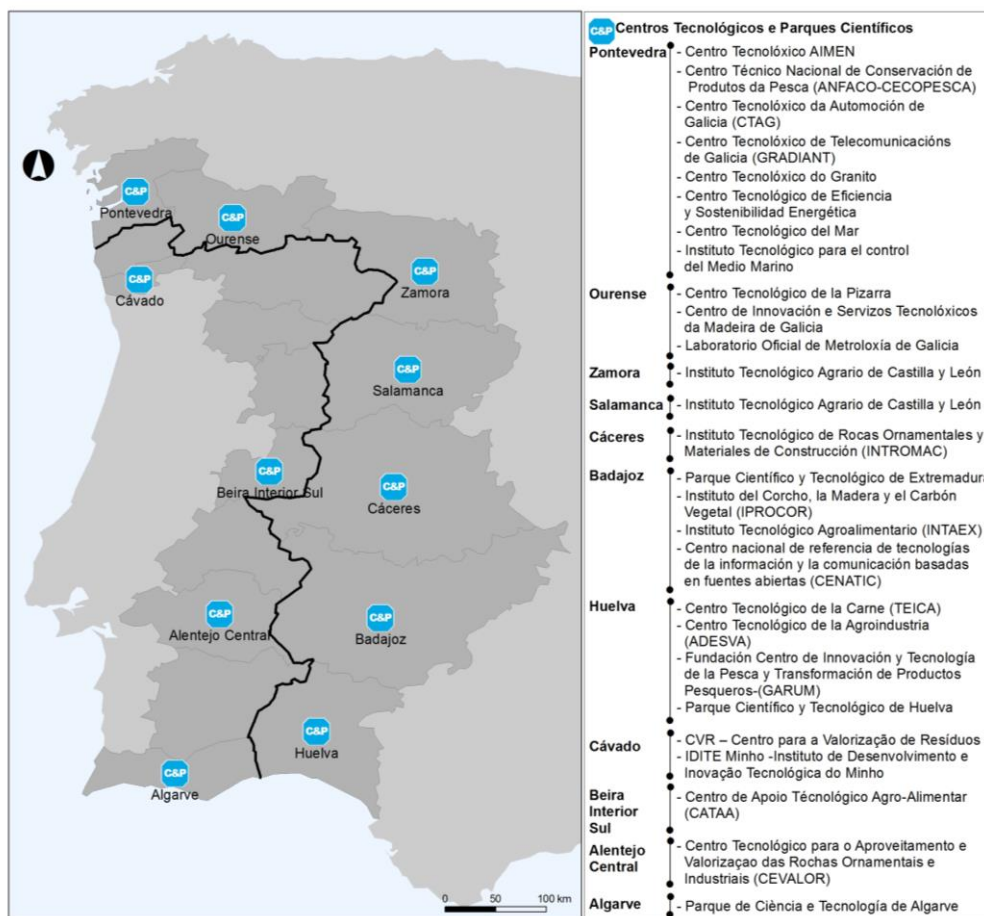 C&P
Pontevedra
C&P
Ourense
C&P
Cávado
C&P
Zamora
C&P
Salamanca
C&P
Beira Interior Sul
C&P
Cáceres
C&P
Alentejo Central
C&P
Badajoz
C&P
Huelva
C&P
Algarve
0 50 100 km
C&P Centros Tecnológicos e Parques Científicos
Pontevedra - Centro Tecnolóxico AIMEN
- Centro Técnico Nacional de Conservación de
Produtos da Pesca (ANFACO-CECOPESCA)
- Centro Tecnolóxco da Automoción de
Galicia (CTAG)
- Centro Tecnolóxico de Telecomunicacións
de Galicia (GRADIANT)
- Centro Tecnolóxico do Granito
- Centro Tecnológico de Eficiencia
y Sostenibilidad Energética
- Centro Tecnológico del Mar
- Instituto Tecnológico para el control
del Medio Marino
Ourense - Centro Tecnológico de la Pizarra
- Centro de Innovación e Servizos Tecnolóxicos
da Madeira de Galicia
- Laboratorio Oficial de Metroloxía de Galicia
Zamora - Instituto Tecnológico Agrario de Castilla y León
Salamanca - Instituto Tecnológico Agrario de Castilla y León
Cáceres - Instituto Tecnológico de Rocas Ornamentales y
Materiales de Construcción (INTROMAC)
Badajoz - Parque Científico y Tecnológico de Extremadura
- Instituto del Corcho, la Madera y el Carbón
Vegetal (IPROCOR)
- Instituto Tecnológico Agroalimentario (INTAEX)
- Centro nacional de referencia de tecnologías
de la información y la comunicación basadas
en fuentes abiertas (CENATIC)
Huelva - Centro Tecnológico de la Carne (TEICA)
- Centro Tecnológico de la Agroindustria
(ADESVA)
- Fundación Centro de Innovación y Tecnología
de la Pesca y Transformación de Productos
Pesqueros-(GARUM)
- Parque Científico y Tecnológico de Huelva
Cávado - CVR – Centro para a Valorização de Resíduos
- IDITE Minho -Instituto de Desenvolvimento e
Inovação Tecnológica do Minho
Beira
Interior
Sul
- Centro de Apoio Técnológico Agro-Alimentar
(CATAA)
Alentejo
Central
- Centro Tecnológico para o Aproveitamento e
Valorizaçao das Rochas Ornamentais e
Industriais (CEVALOR)
Algarve - Parque de Ciència e Tecnologia de Algarve